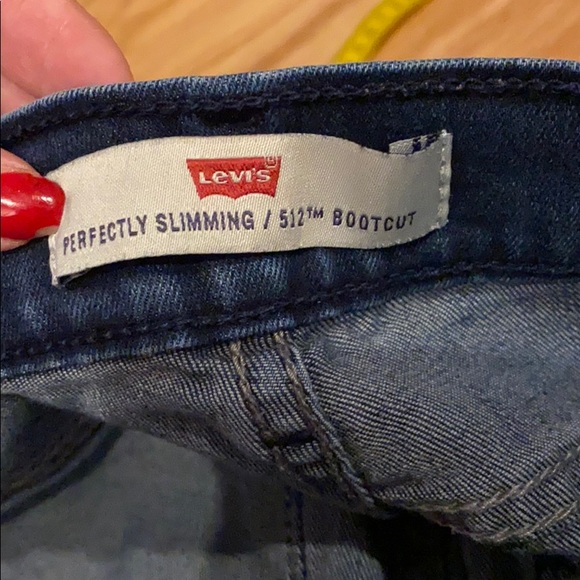 LEVI'S
PERFECTLY SLIMMING / 512™ BOOTCUT